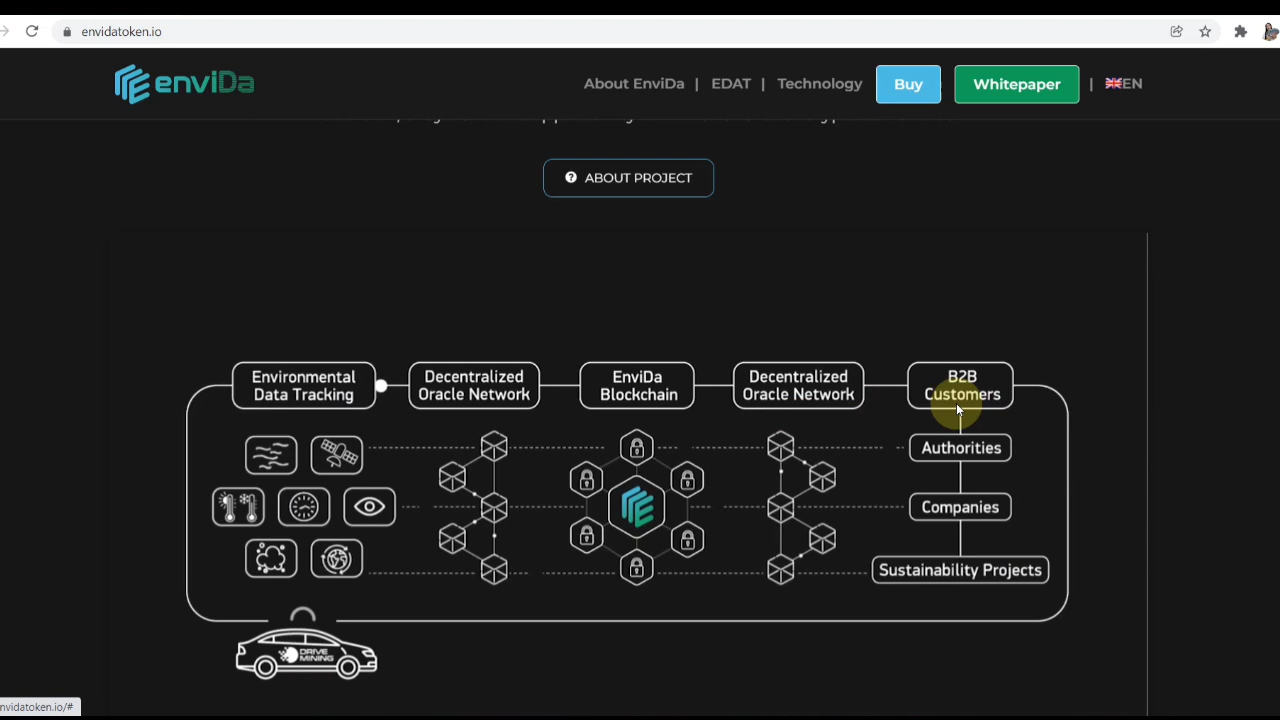 envidatoken.io
enviDa
About EnviDa | EDAT | Technology Buy Whitepaper | EN
? ABOUT PROJECT
Environmental
Data Tracking
Decentralized
Oracle Network
EnviDa
Blockchain
Decentralized
Oracle Network
B2B
Customers
Authorities
Companies
Sustainability Projects
DRIVE
MINING
nvidatoken.io/#